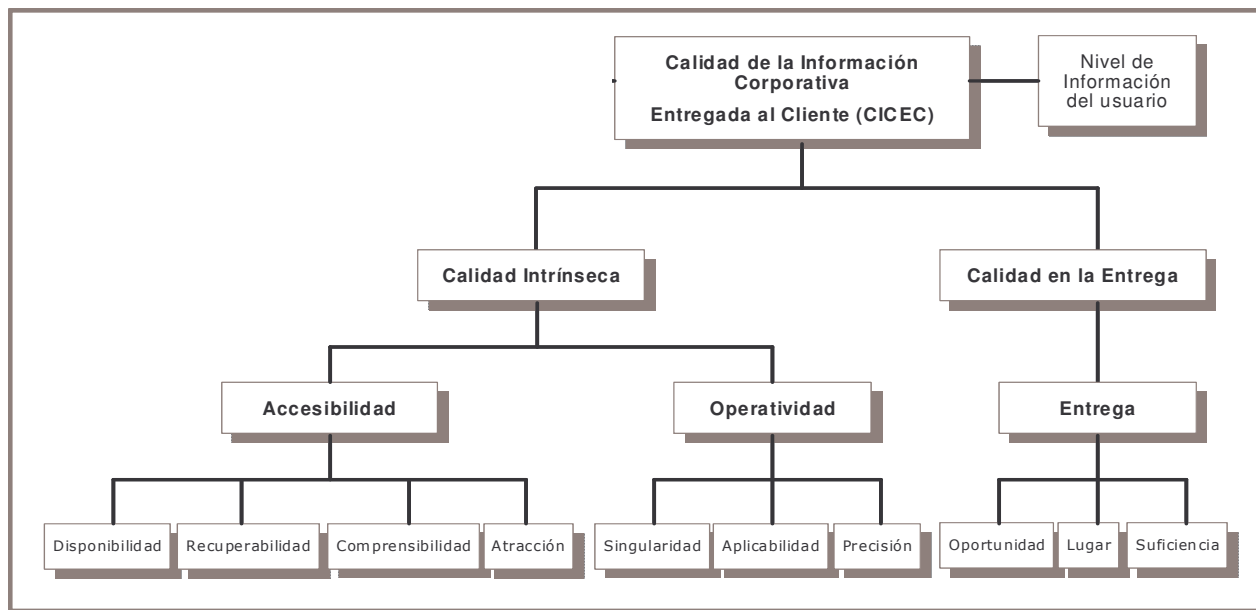 Calidad de la Información
Corporativa
Entregada al Cliente (CICEC)
Nivel de
Información
del usuario
Calidad Intrínseca
Calidad en la Entrega
Accesibilidad
Operatividad
Entrega
Disponibilidad
Recuperabilidad
Comprensibilidad
Atracción
Singularidad
Aplicabilidad
Precisión
Oportunidad
Lugar
Suficiencia